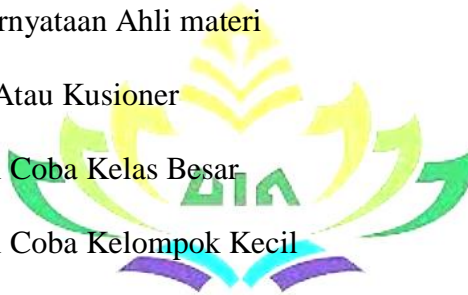 rnyataan Ahli materi
Atau Kusioner
Coba Kelas Besar
Coba Kelompok Kecil